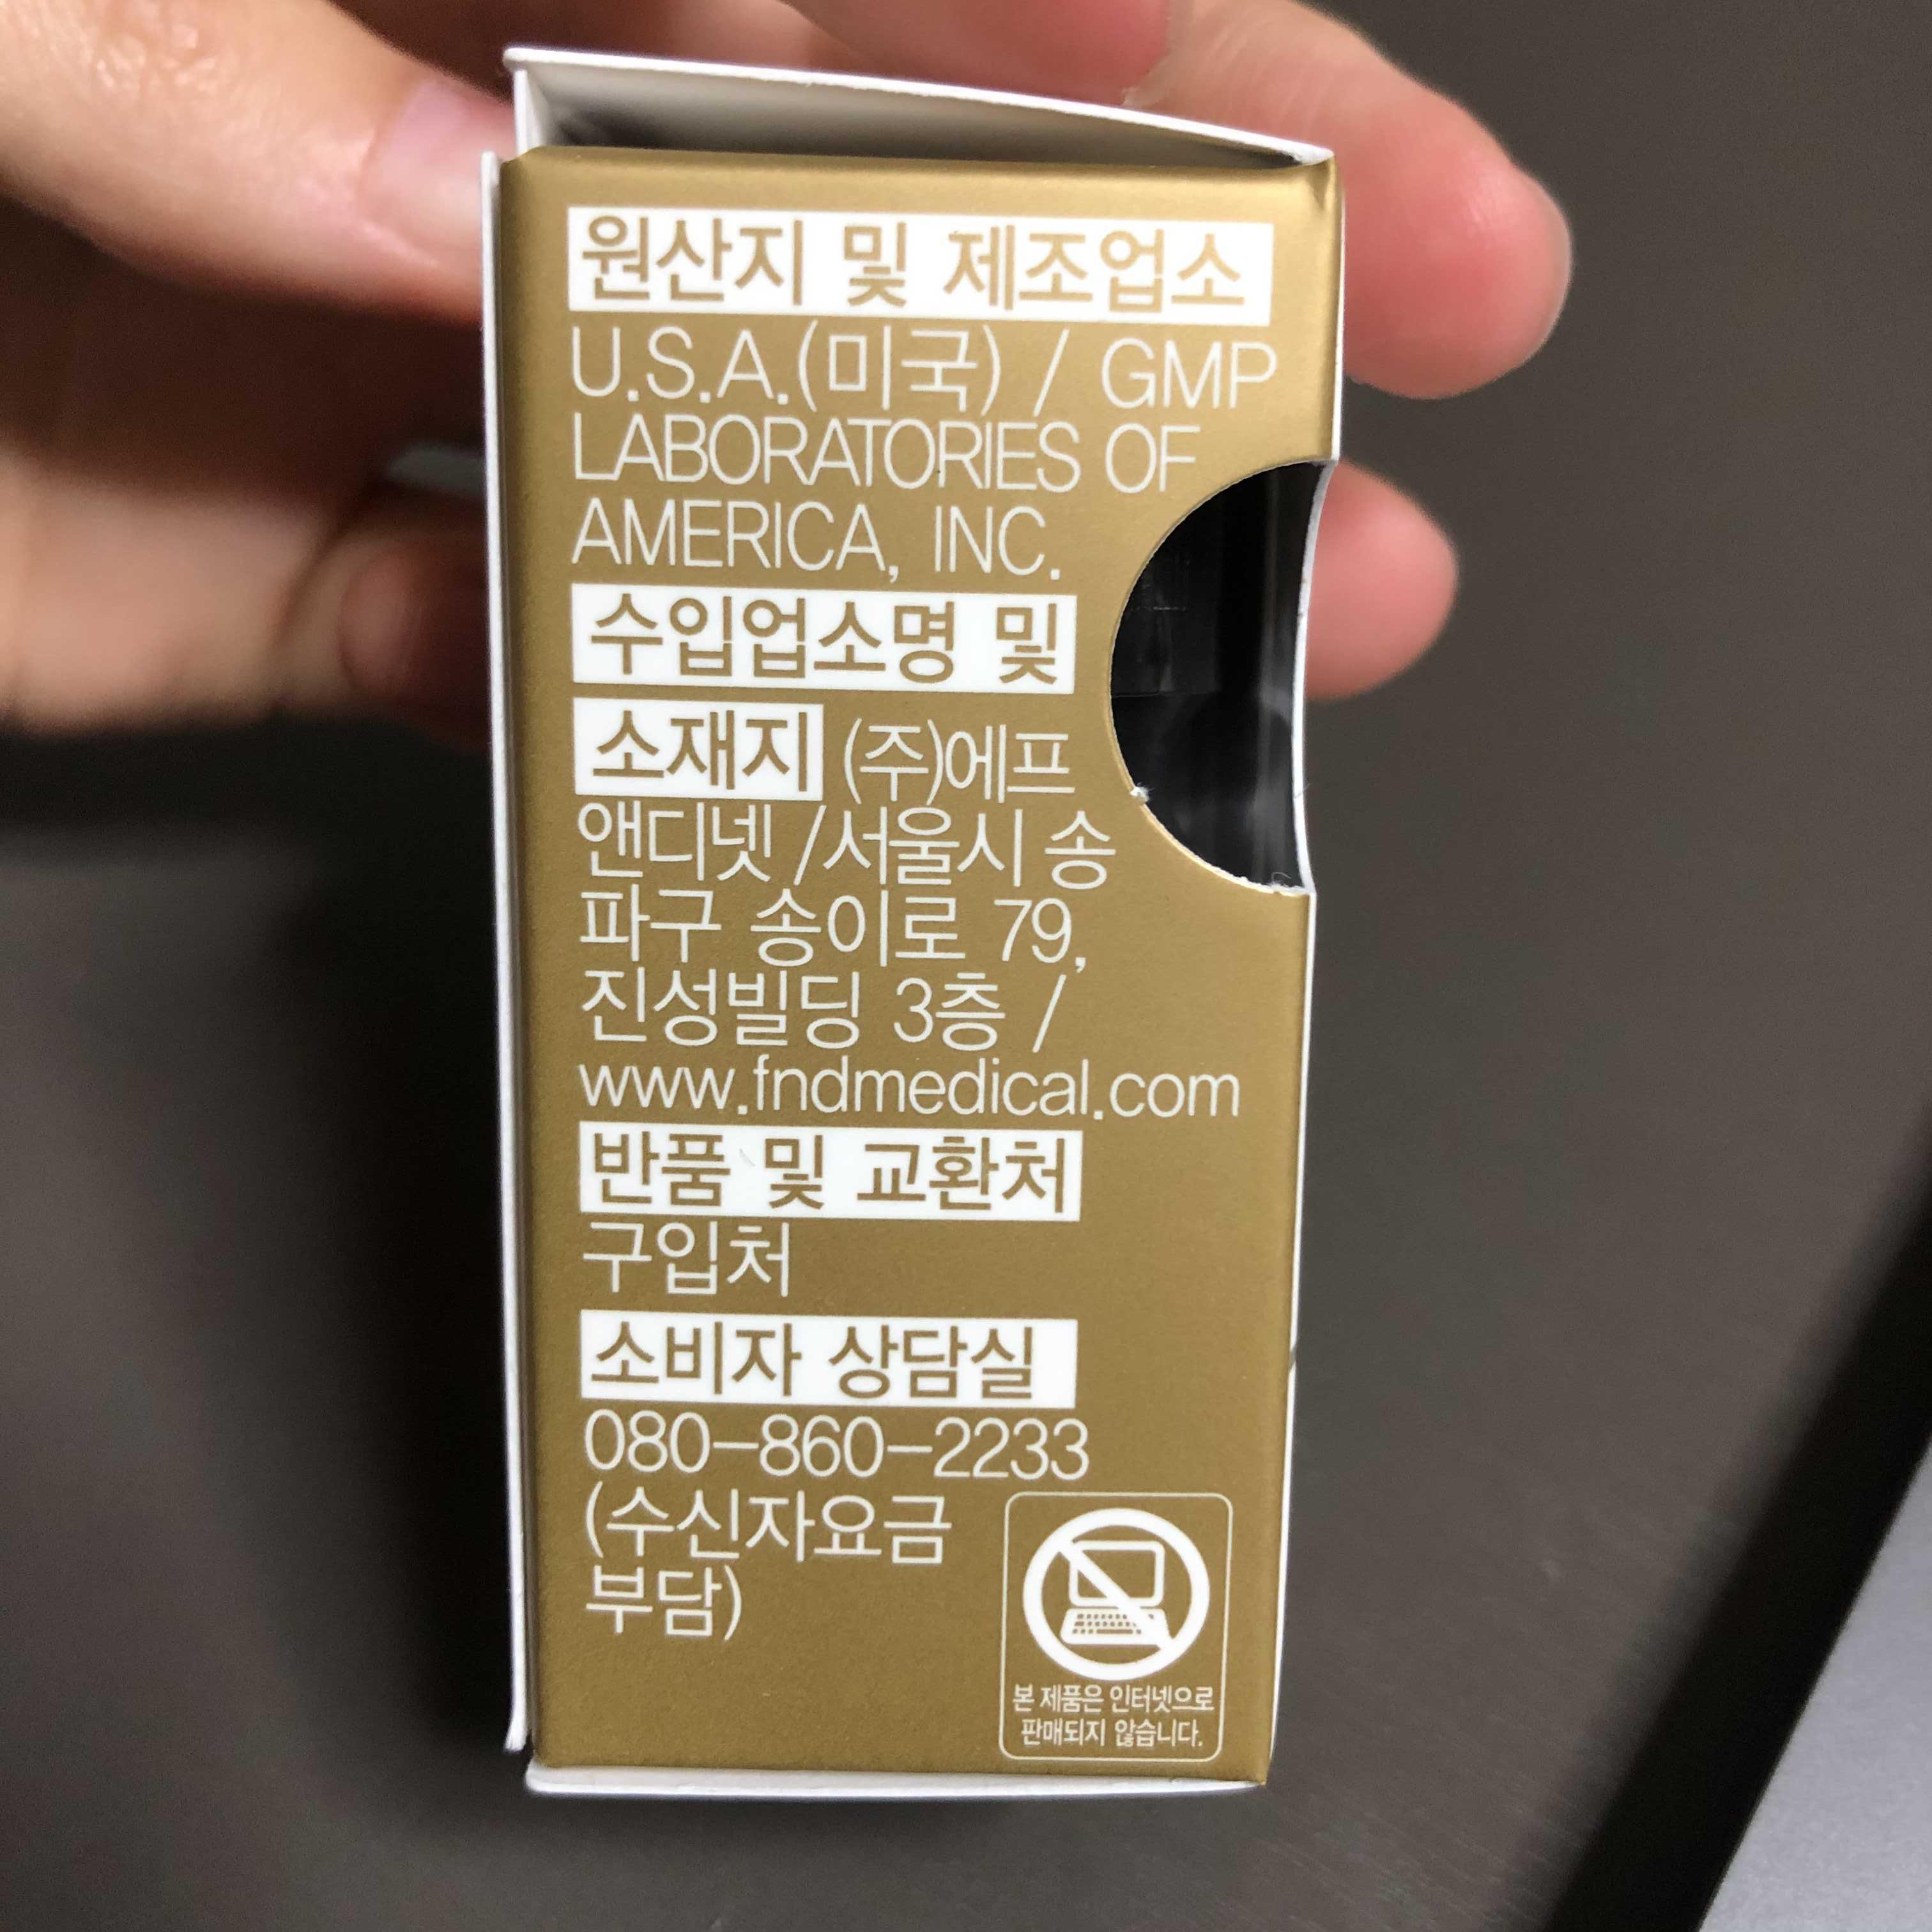 원산지 및 제조업소
U.S.A.(미국) / GMP
LABORATORIES OF
AMERICA, INC.
수입업소명 및
소재지 (주)에프
앤디넷 /서울시 송
파구 송이로 79,
진성빌딩 3층 /
www.fndmedical.com
반품 및 교환처
구입처
소비자 상담실
080-860-2233
(수신자요금
부담)
본 제품은 인터넷으로
판매되지 않습니다.